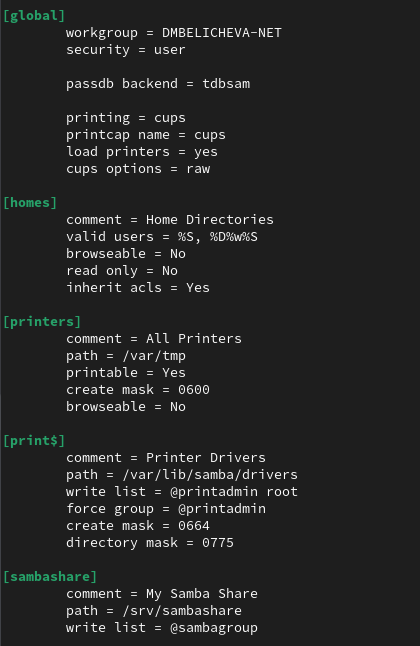 [global]
workgroup = DMBELICHEVA-NET
security = user
passdb backend = tdbsam
printing = cups
printcap name = cups
load printers = yes
cups options = raw
[homes]
comment = Home Directories
valid users = %S, %D%w%S
browseable = No
read only = No
inherit acls = Yes
[printers]
comment = All Printers
path = /var/tmp
printable = Yes
create mask = 0600
browseable = No
[print$]
comment = Printer Drivers
path = /var/lib/samba/drivers
write list = @printadmin root
force group = @printadmin
create mask = 0664
directory mask = 0775
[sambashare]
comment = My Samba Share
path = /srv/sambashare
write list = @sambagroup